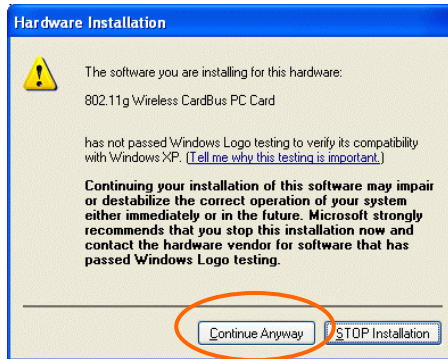 Hardware Installation
The software you are installing for this hardware:
802.11g Wireless CardBus PC Card
has not passed Windows Logo testing to verify its compatibility
with Windows XP. (Tell me why this testing is important.)
Continuing your installation of this software may impair
or destabilize the correct operation of your system
either immediately or in the future. Microsoft strongly
recommends that you stop this installation now and
contact the hardware vendor for software that has
passed Windows Logo testing.
Continue Anyway STOP Installation